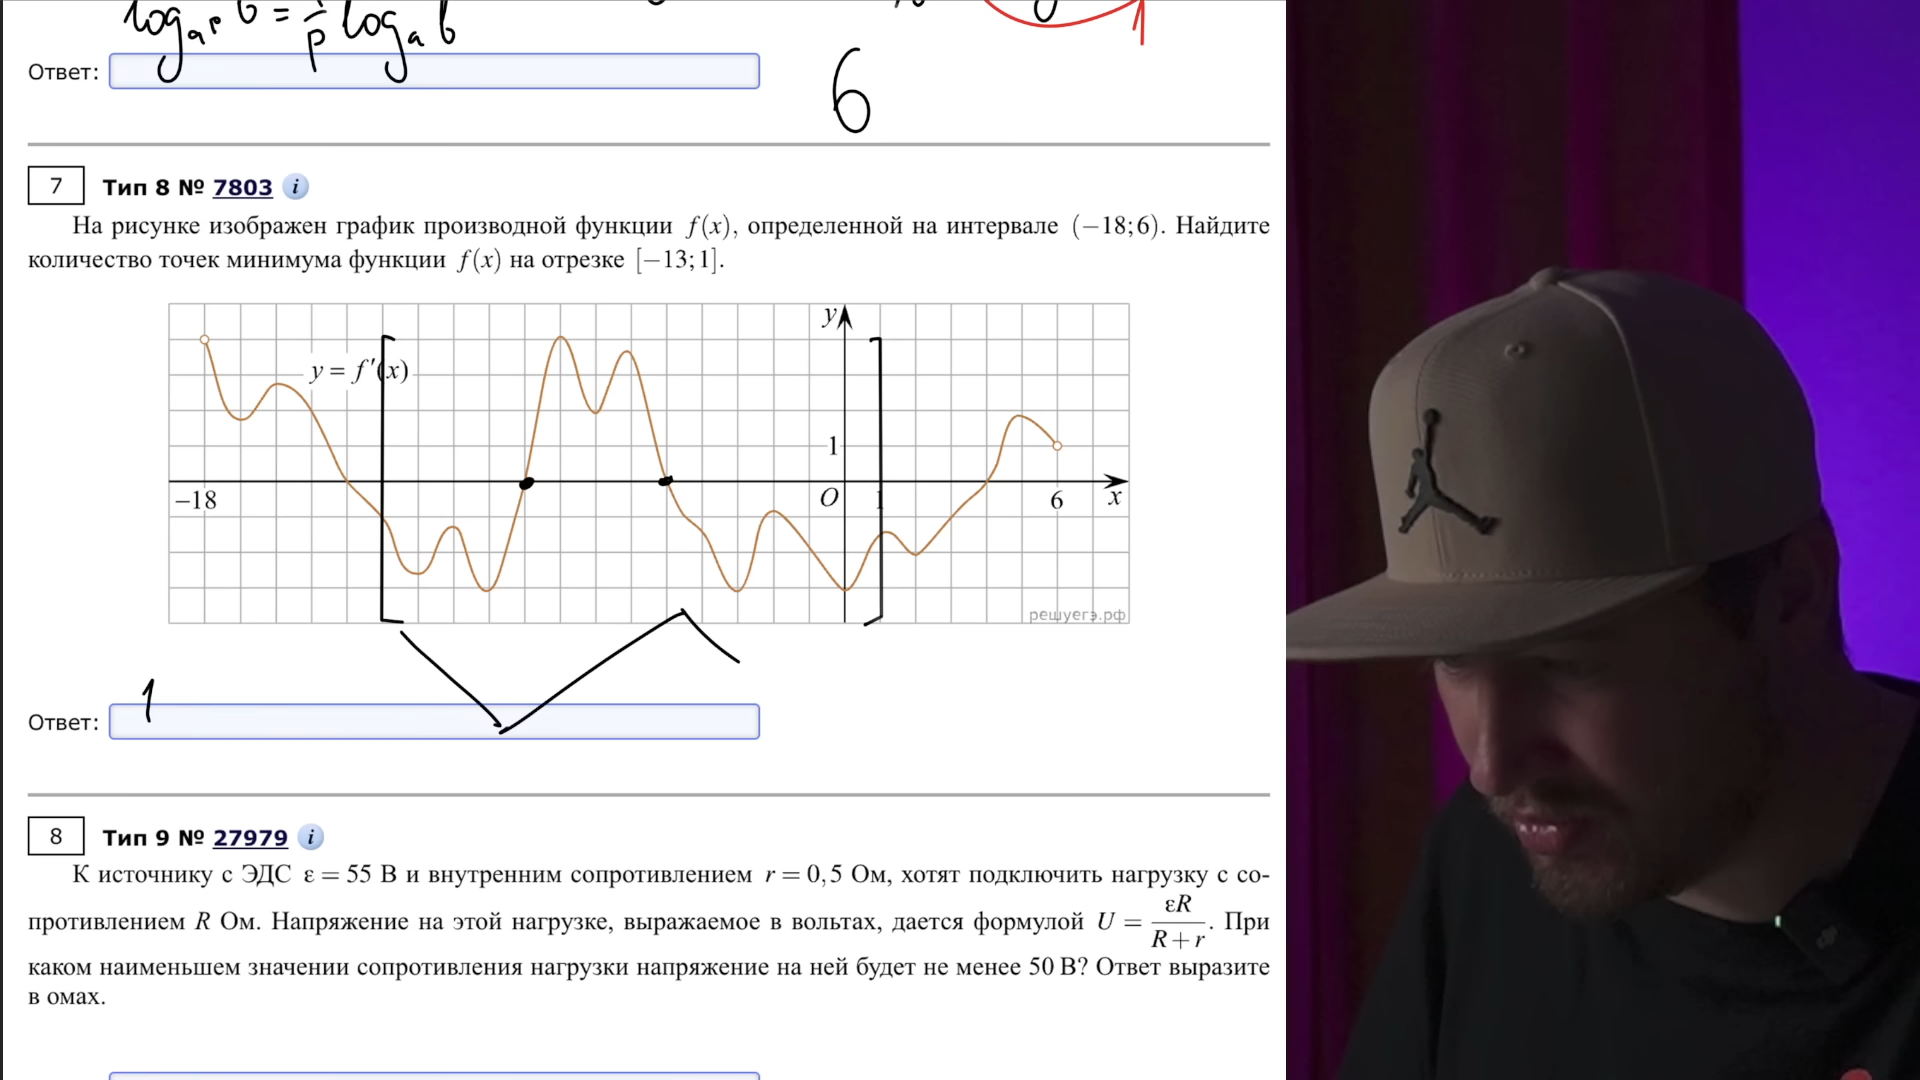 log_{a^p} b = 1/p log_a b
Ответ:
6
7 Тип 8 № 7803 i
На рисунке изображен график производной функции f(x), определенной на интервале (−18;6). Найдите
количество точек минимума функции f(x) на отрезке [−13;1].
y
y = f′(x)
1
−18 O 1 6 x
решуегэ.рф
Ответ: 1
8 Тип 9 № 27979 i
К источнику с ЭДС ε = 55 В и внутренним сопротивлением r = 0,5 Ом, хотят подключить нагрузку с со-
противлением R Ом. Напряжение на этой нагрузке, выражаемое в вольтах, дается формулой U = εR/(R+r). При
каком наименьшем значении сопротивления нагрузки напряжение на ней будет не менее 50 В? Ответ выразите
в омах.